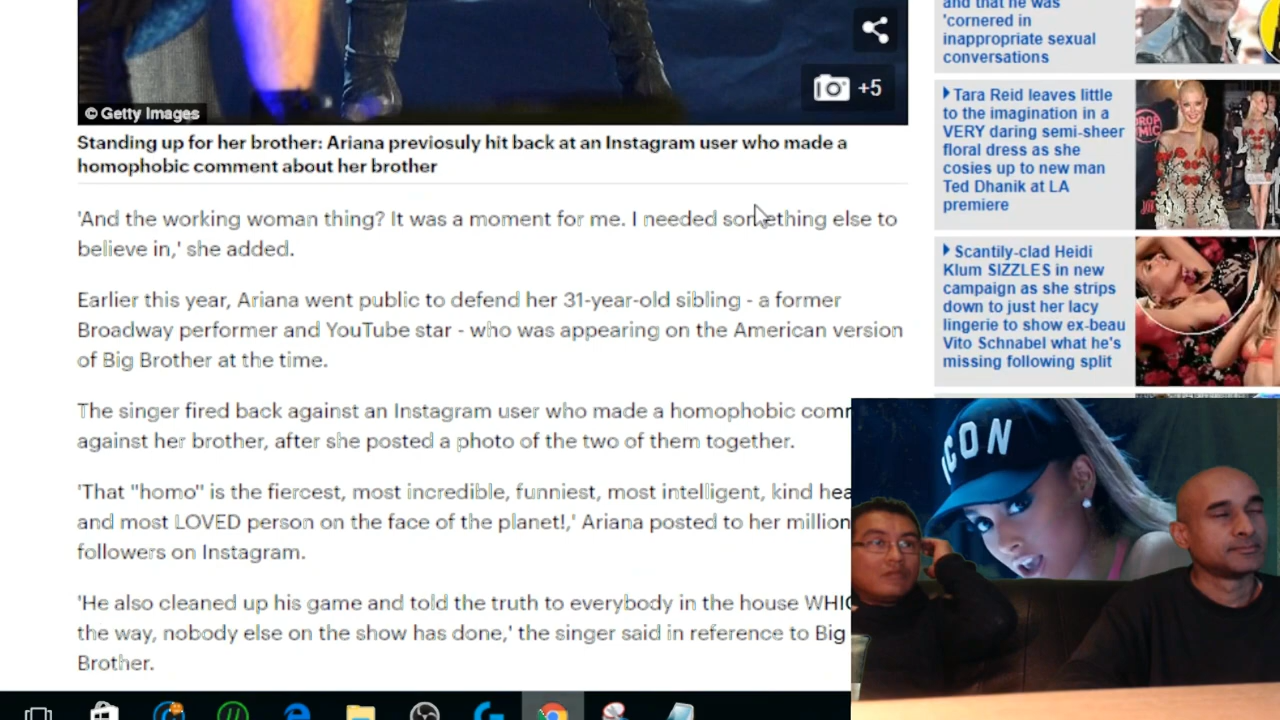 © Getty Images
+5
Standing up for her brother: Ariana previosuly hit back at an Instagram user who made a
homophobic comment about her brother
'And the working woman thing? It was a moment for me. I needed something else to
believe in,' she added.
Earlier this year, Ariana went public to defend her 31-year-old sibling - a former
Broadway performer and YouTube star - who was appearing on the American version
of Big Brother at the time.
The singer fired back against an Instagram user who made a homophobic comm
against her brother, after she posted a photo of the two of them together.
'That "homo" is the fiercest, most incredible, funniest, most intelligent, kind hea
and most LOVED person on the face of the planet!,' Ariana posted to her million
followers on Instagram.
'He also cleaned up his game and told the truth to everybody in the house WHIC
the way, nobody else on the show has done,' the singer said in reference to Big
Brother.
and that he was
'cornered in
inappropriate sexual
conversations
Tara Reid leaves little
to the imagination in a
VERY daring semi-sheer
floral dress as she
cosies up to new man
Ted Dhanik at LA
premiere
DROP
MIC
Scantily-clad Heidi
Klum SIZZLES in new
campaign as she strips
down to just her lacy
lingerie to show ex-beau
Vito Schnabel what he's
missing following split
ICON